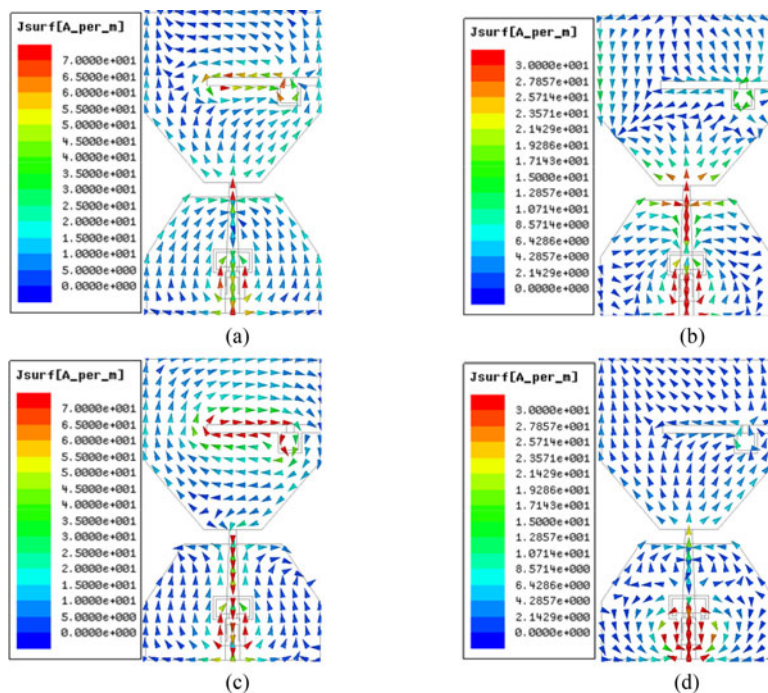 Jsurf[A_per_m]
7.0000e+001
6.5000e+001
6.0000e+001
5.5000e+001
5.0000e+001
4.5000e+001
4.0000e+001
3.5000e+001
3.0000e+001
2.5000e+001
2.0000e+001
1.5000e+001
1.0000e+001
5.0000e+000
0.0000e+001
(a)
Jsurf[A_per_m]
3.0000e+001
2.7857e+001
2.5714e+001
2.3571e+001
2.1429e+001
1.9286e+001
1.7143e+001
1.5000e+001
1.2857e+001
1.0714e+001
8.5714e+000
6.4286e+000
4.2857e+000
2.1429e+000
0.0000e+001
(b)
Jsurf[A_per_m]
7.0000e+001
6.5000e+001
6.0000e+001
5.5000e+001
5.0000e+001
4.5000e+001
4.0000e+001
3.5000e+001
3.0000e+001
2.5000e+001
2.0000e+001
1.5000e+001
1.0000e+001
5.0000e+000
0.0000e+001
(c)
Jsurf[A_per_m]
3.0000e+001
2.7857e+001
2.5714e+001
2.3571e+001
2.1429e+001
1.9286e+001
1.7143e+001
1.5000e+001
1.2857e+001
1.0714e+001
8.5714e+000
6.4286e+000
4.2857e+000
2.1429e+000
0.0000e+001
(d)